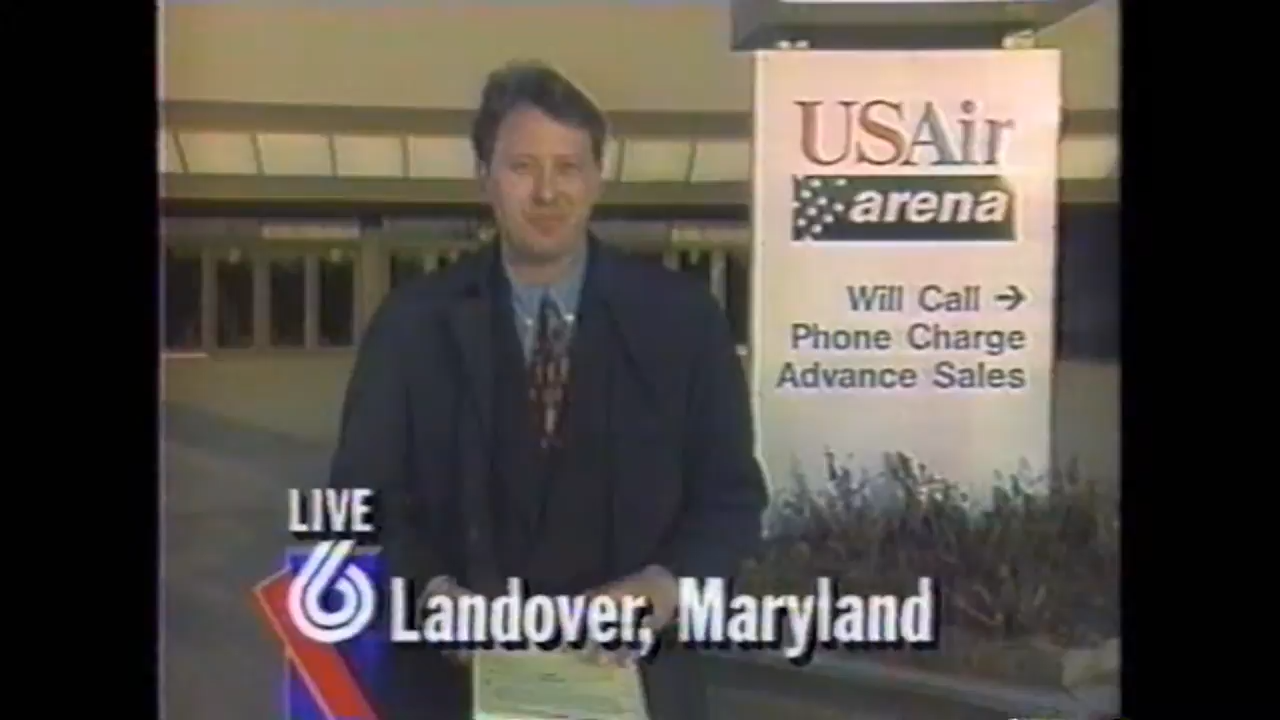 USAir
arena
Will Call →
Phone Charge
Advance Sales
LIVE
6 Landover, Maryland